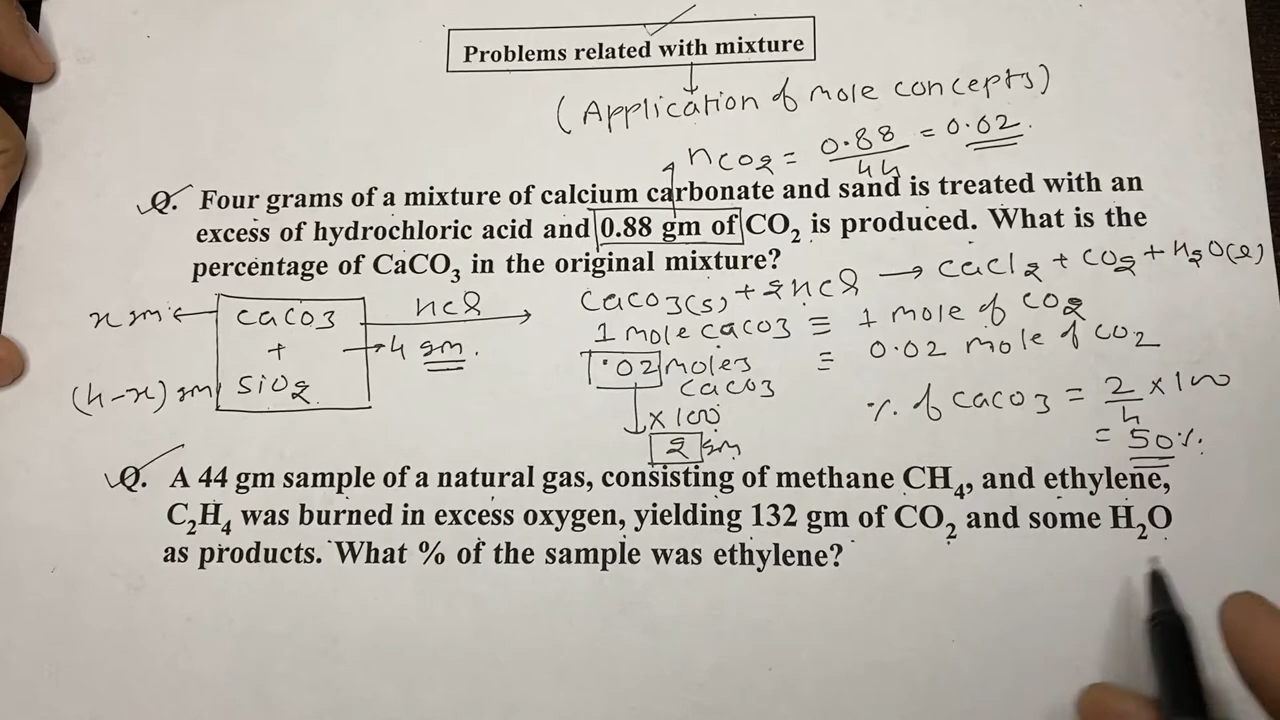 Problems related with mixture
(Application of mole concepts)
nco2 = 0.88 / 44 = 0.02.
Q. Four grams of a mixture of calcium carbonate and sand is treated with an
excess of hydrochloric acid and 0.88 gm of CO2 is produced. What is the
percentage of CaCO3 in the original mixture?
caco3(s) + 2HCl → cacl2 + co2 + H2O(l)
x gm ← caco3 HCl →
1 mole caco3 ≡ 1 mole of co2
+ → 4 gm.
.02 moles caco3 ≡ 0.02 mole of CO2
(4-x) gm SiO2
% of caco3 = 2/4 × 100
× 100
= 50%.
2 gm
Q. A 44 gm sample of a natural gas, consisting of methane CH4, and ethylene,
C2H4 was burned in excess oxygen, yielding 132 gm of CO2 and some H2O
as products. What % of the sample was ethylene?